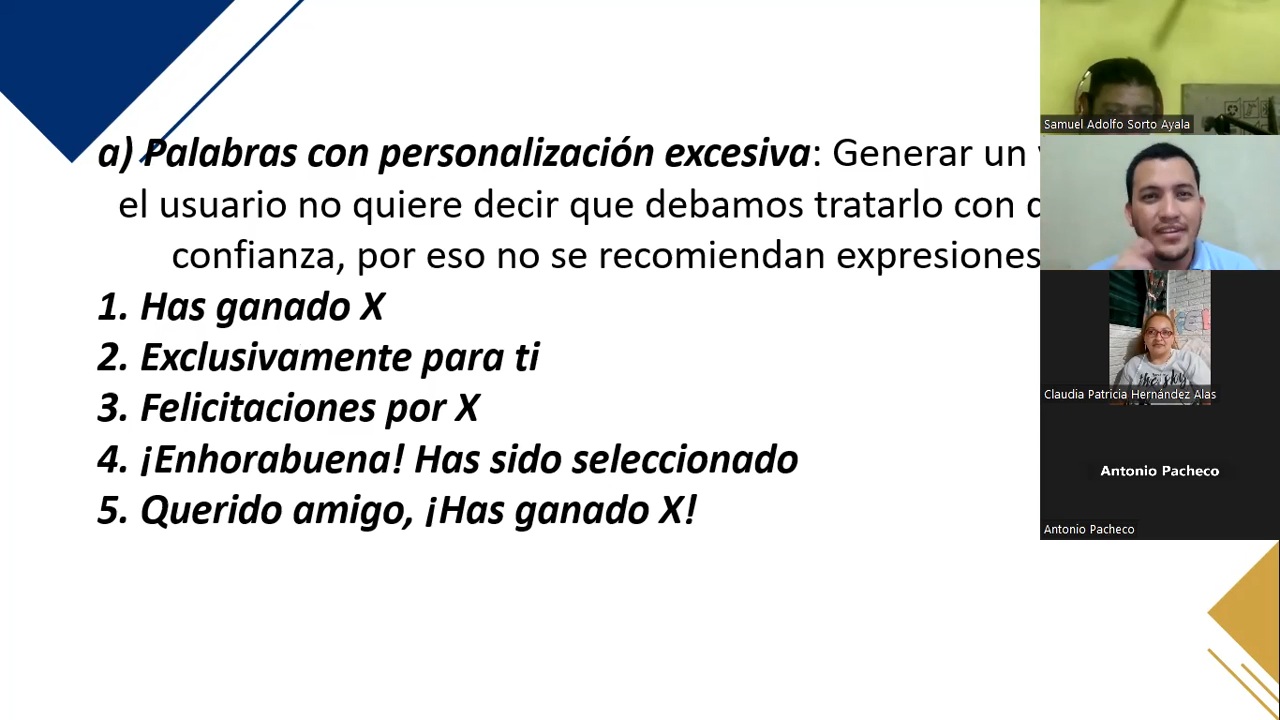 a) Palabras con personalización excesiva: Generar un
el usuario no quiere decir que debamos tratarlo con
confianza, por eso no se recomiendan expresiones
1. Has ganado X
2. Exclusivamente para ti
3. Felicitaciones por X
4. ¡Enhorabuena! Has sido seleccionado
5. Querido amigo, ¡Has ganado X!
Samuel Adolfo Sorto Ayala
Claudia Patricia Hernández Alas
Antonio Pacheco
Antonio Pacheco